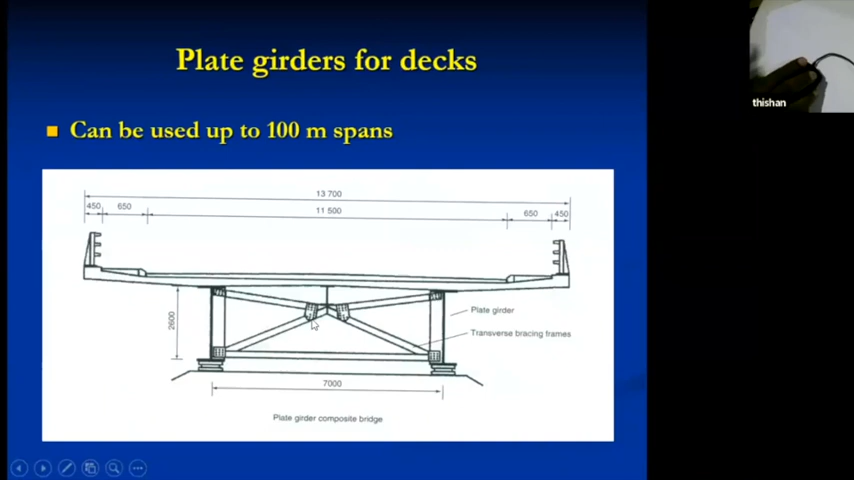 Plate girders for decks
Can be used up to 100 m spans
13 700
450 650 11 500 650 450
2600
Plate girder
Transverse bracing frames
7000
Plate girder composite bridge
thishan